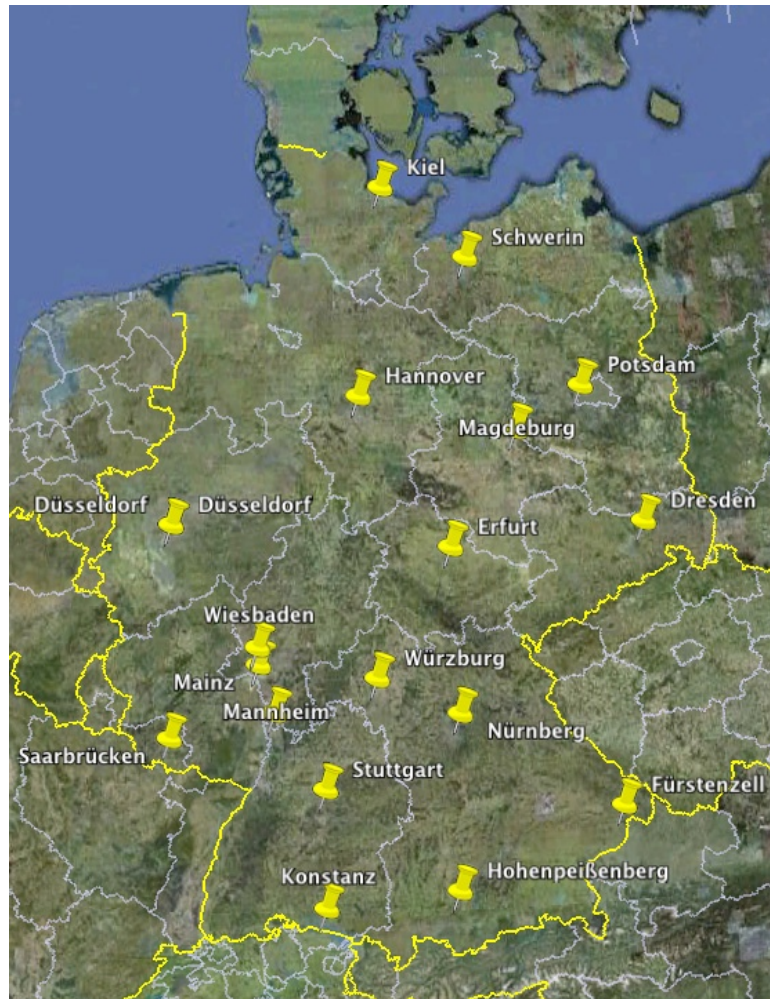 Kiel
Schwerin
Hannover
Potsdam
Magdeburg
Düsseldorf
Düsseldorf
Dresden
Erfurt
Wiesbaden
Würzburg
Mainz
Mannheim
Nürnberg
Saarbrücken
Stuttgart
Fürstenzell
Konstanz
Hohenpeißenberg